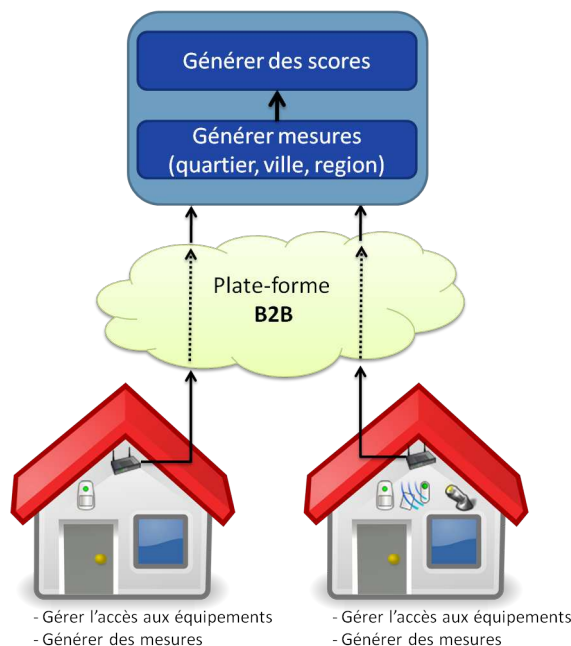 Générer des scores
Générer mesures
(quartier, ville, region)
Plate-forme
B2B
- Gérer l'accès aux équipements
- Générer des mesures
- Gérer l'accès aux équipements
- Générer des mesures